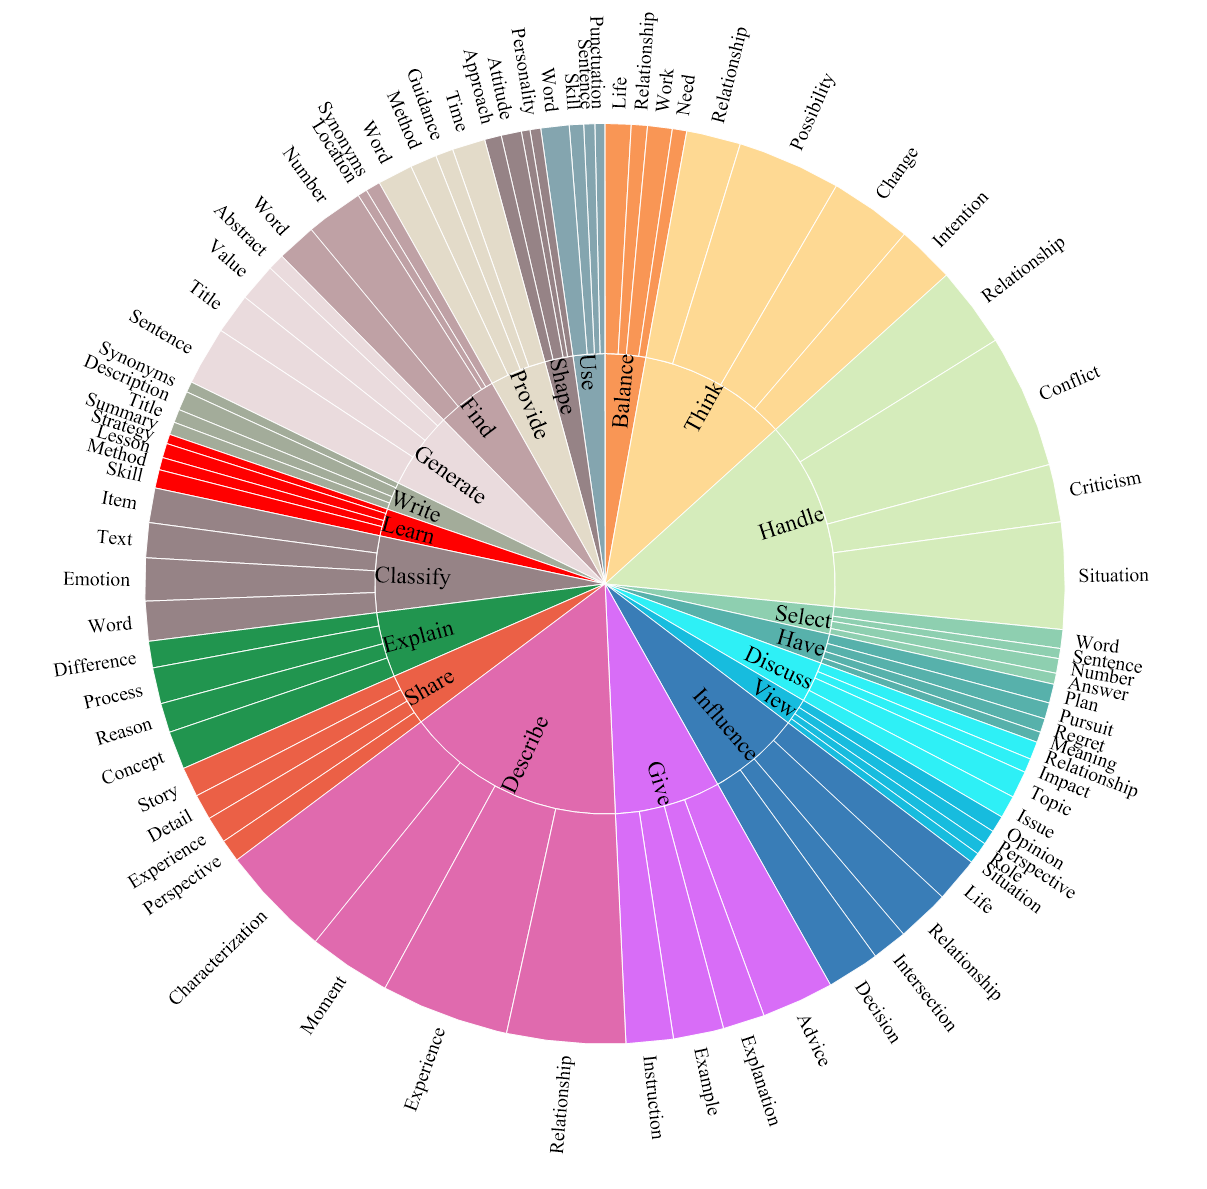 Balance
Life
Relationship
Work
Need
Think
Relationship
Possibility
Change
Intention
Handle
Relationship
Conflict
Criticism
Situation
Select
Word
Sentence
Number
Answer
Have
Plan
Pursuit
Regret
Meaning
Discuss
Relationship
Impact
Topic
Issue
View
Opinion
Perspective
Role
Situation
Influence
Life
Relationship
Intersection
Decision
Give
Advice
Explanation
Example
Instruction
Describe
Relationship
Experience
Moment
Characterization
Share
Perspective
Experience
Detail
Story
Explain
Concept
Reason
Process
Difference
Classify
Word
Emotion
Text
Item
Learn
Skill
Method
Lesson
Strategy
Write
Summary
Title
Description
Synonyms
Generate
Sentence
Title
Value
Abstract
Find
Word
Number
Location
Synonyms
Provide
Word
Method
Guidance
Time
Shape
Approach
Attitude
Personality
Word
Use
Skill
Sentence
Punctuation